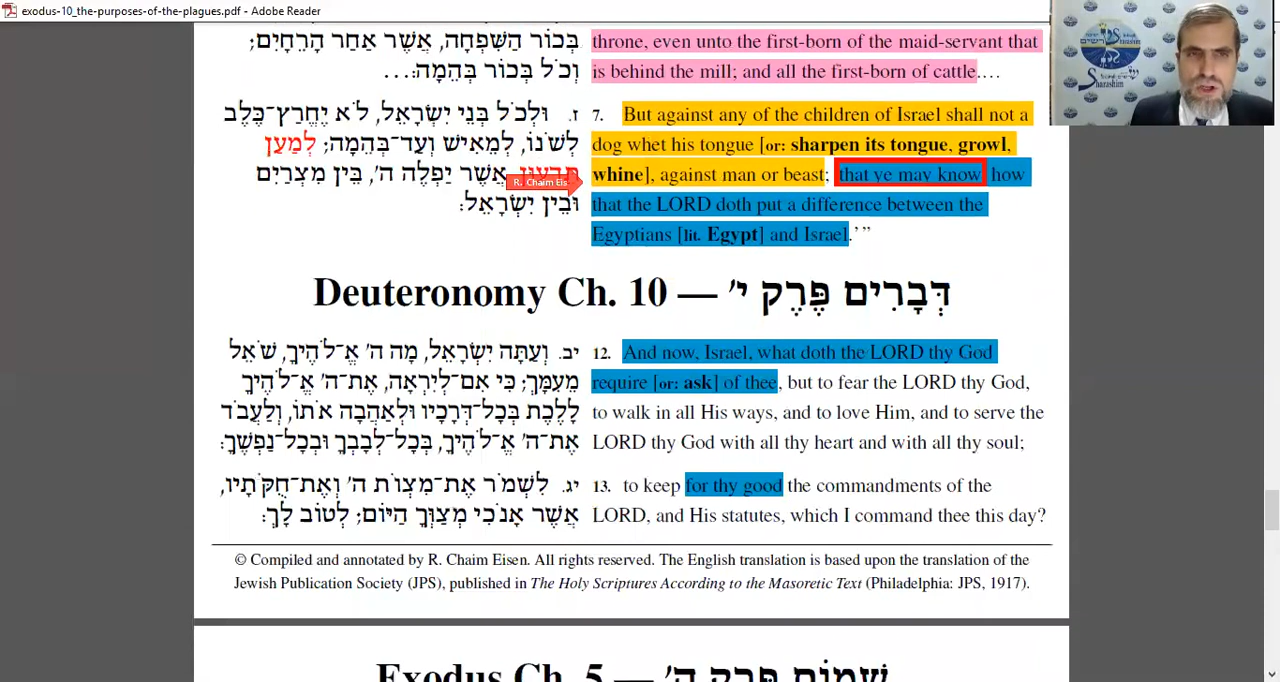 exodus-10_the-purposes-of-the-plagues.pdf - Adobe Reader
בְּכוֹר הַשִּׁפְחָה, אֲשֶׁר אַחַר הָרֵחָיִם;
וְכֹל בְּכוֹר בְּהֵמָה:...
throne, even unto the first-born of the maid-servant that
is behind the mill; and all the first-born of cattle....
ז. וּלְכֹל בְּנֵי יִשְׂרָאֵל, לֹא יֶחֱרַץ־כֶּלֶב
לְשֹׁנוֹ, לְמֵאִישׁ וְעַד־בְּהֵמָה; לְמַעַן
תֵּדְעוּן, אֲשֶׁר יַפְלֶה ה', בֵּין מִצְרַיִם
וּבֵין יִשְׂרָאֵל:
7. But against any of the children of Israel shall not a
dog whet his tongue [or: sharpen its tongue, growl,
whine], against man or beast; that ye may know how
that the LORD doth put a difference between the
Egyptians [lit. Egypt] and Israel.’”
R. Chaim Eis
Deuteronomy Ch. 10 — דְּבָרִים פֶּרֶק י'
יב. וְעַתָּה יִשְׂרָאֵל, מָה ה' אֱ־לֹהֶיךָ, שֹׁאֵל
מֵעִמָּךְ; כִּי אִם־לְיִרְאָה, אֶת־ה' אֱ־לֹהֶיךָ
לָלֶכֶת בְּכָל־דְּרָכָיו וּלְאַהֲבָה אֹתוֹ, וְלַעֲבֹד
אֶת־ה' אֱ־לֹהֶיךָ, בְּכָל־לְבָבְךָ וּבְכָל־נַפְשֶׁךָ:
12. And now, Israel, what doth the LORD thy God
require [or: ask] of thee, but to fear the LORD thy God,
to walk in all His ways, and to love Him, and to serve the
LORD thy God with all thy heart and with all thy soul;
יג. לִשְׁמֹר אֶת־מִצְוֹת ה' וְאֶת־חֻקֹּתָיו,
אֲשֶׁר אָנֹכִי מְצַוְּךָ הַיּוֹם; לְטוֹב לָךְ:
13. to keep for thy good the commandments of the
LORD, and His statutes, which I command thee this day?
© Compiled and annotated by R. Chaim Eisen. All rights reserved. The English translation is based upon the translation of the
Jewish Publication Society (JPS), published in The Holy Scriptures According to the Masoretic Text (Philadelphia: JPS, 1917).
Exodus Ch. 5 — שְׁמוֹת פֶּרֶק ה'
Sharashim